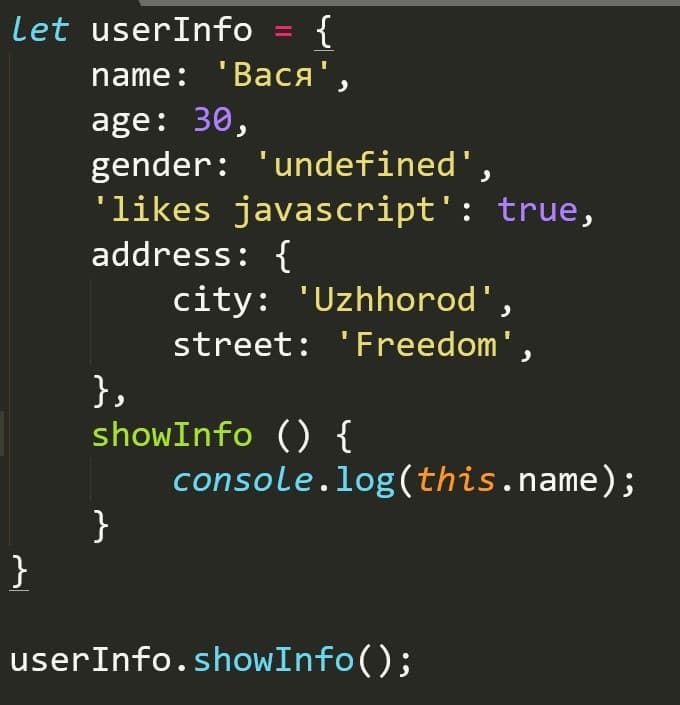 let userInfo = {
    name: 'Вася',
    age: 30,
    gender: 'undefined',
    'likes javascript': true,
    address: {
        city: 'Uzhhorod',
        street: 'Freedom',
    },
    showInfo () {
        console.log(this.name);
    }
}

userInfo.showInfo();